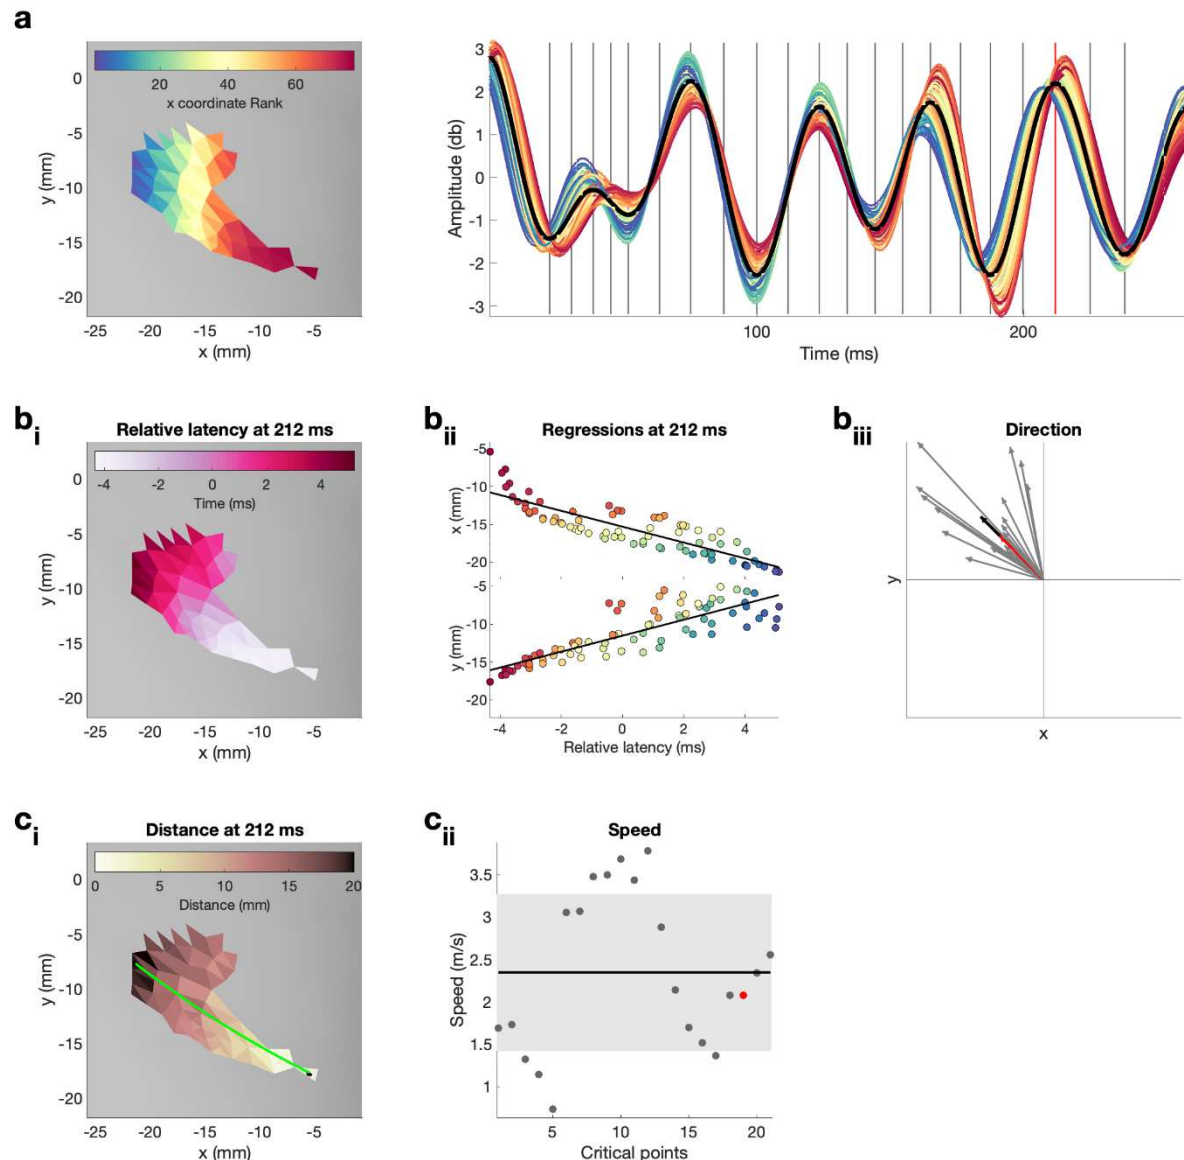 a
20 40 60
x coordinate Rank
0
-5
-10
-15
-20
y (mm)
-25 -20 -15 -10 -5
x (mm)
3
2
1
0
-1
-2
-3
Amplitude (db)
100 200
Time (ms)
bi
Relative latency at 212 ms
-4 -2 0 2 4
Time (ms)
0
-5
-10
-15
-20
y (mm)
-25 -20 -15 -10 -5
x (mm)
bii
Regressions at 212 ms
-5
-10
-15
-20
x (mm)
-5
-10
-15
-20
y (mm)
-4 -2 0 2 4
Relative latency (ms)
biii
Direction
y
x
ci
Distance at 212 ms
0 5 10 15 20
Distance (mm)
0
-5
-10
-15
-20
y (mm)
-25 -20 -15 -10 -5
x (mm)
cii
Speed
3.5
3
2.5
2
1.5
1
Speed (m/s)
5 10 15 20
Critical points